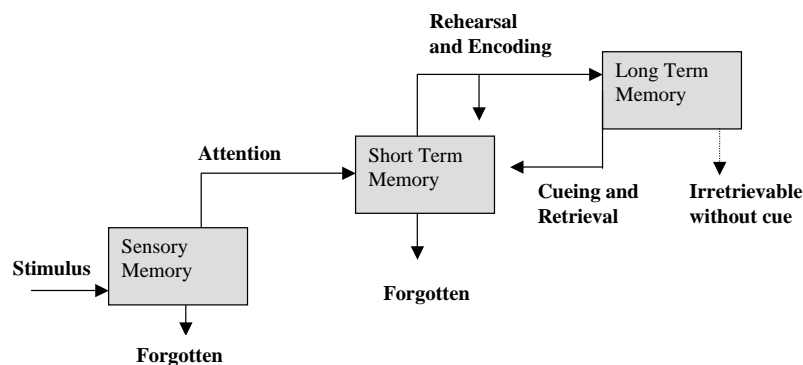 Rehearsal
and Encoding
Long Term
Memory
Attention
Short Term
Memory
Cueing and
Retrieval
Irretrievable
without cue
Sensory
Memory
Stimulus
Forgotten
Forgotten